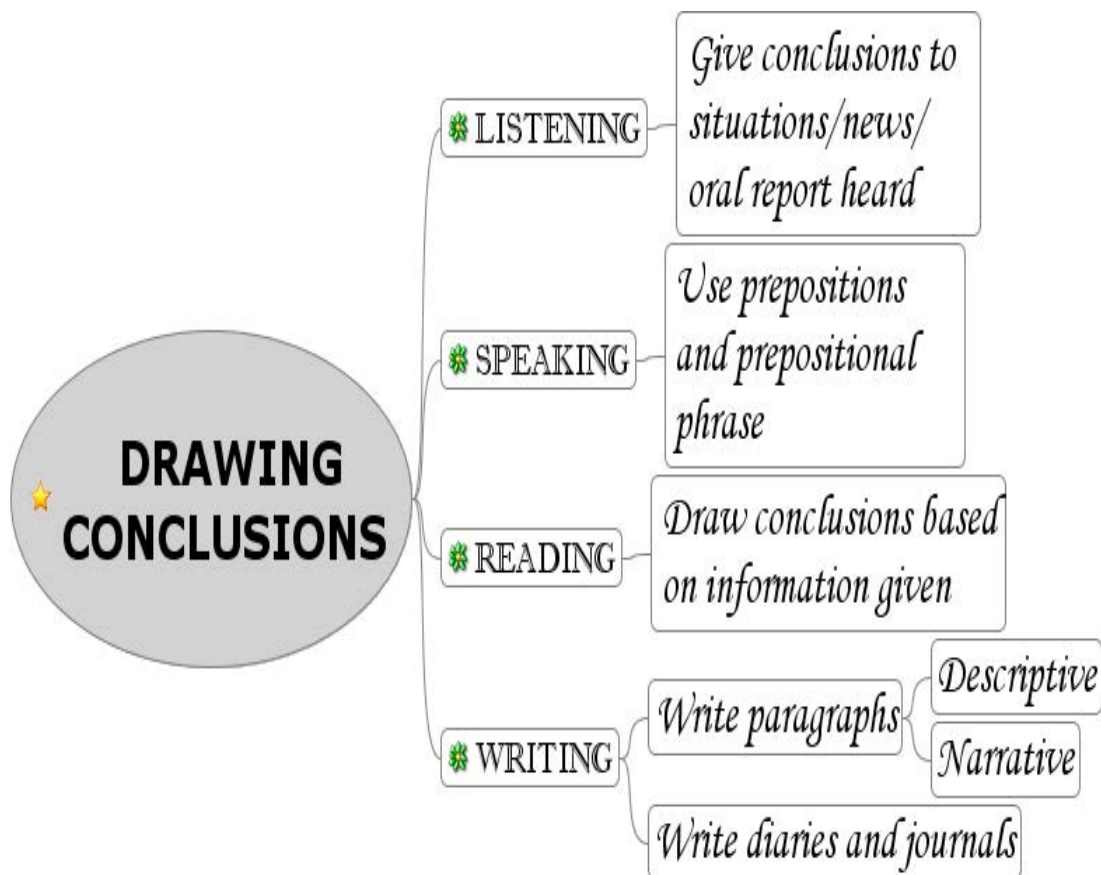 DRAWING
CONCLUSIONS
LISTENING
Give conclusions to
situations/news/
oral report heard
SPEAKING
Use prepositions
and prepositional
phrase
READING
Draw conclusions based
on information given
WRITING
Write paragraphs
Descriptive
Narrative
Write diaries and journals